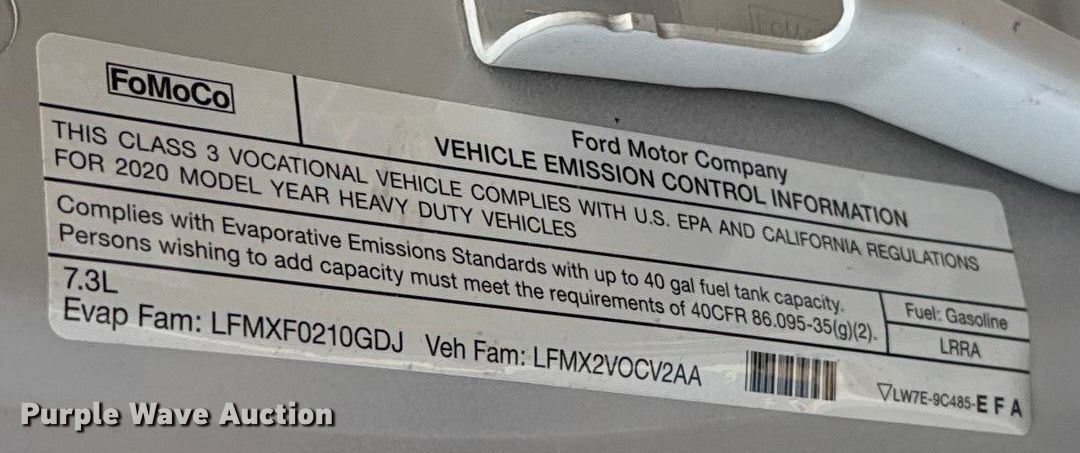 FoMoCo
Ford Motor Company
VEHICLE EMISSION CONTROL INFORMATION
THIS CLASS 3 VOCATIONAL VEHICLE COMPLIES WITH U.S. EPA AND CALIFORNIA REGULATIONS
FOR 2020 MODEL YEAR HEAVY DUTY VEHICLES
Complies with Evaporative Emissions Standards with up to 40 gal fuel tank capacity.
Persons wishing to add capacity must meet the requirements of 40CFR 86.095-35(g)(2).
Fuel: Gasoline
LRRA
7.3L
Evap Fam: LFMXF0210GDJ Veh Fam: LFMX2VOCV2AA
▽LW7E-9C485-E F A
Purple Wave Auction